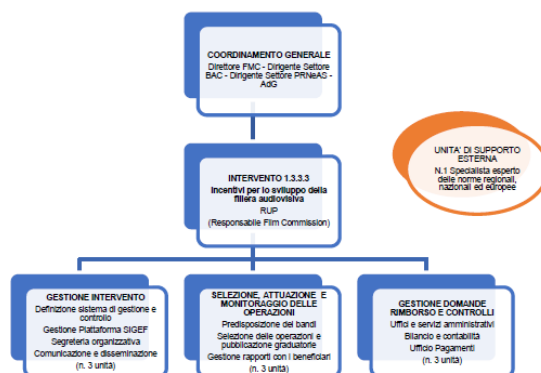 COORDINAMENTO GENERALE
Direttore FMC - Dirigente Settore
BAC - Dirigente Settore PRNeAS -
AdG
UNITA' DI SUPPORTO
ESTERNA
N.1 Specialista esperto
delle norme regionali,
nazionali ed europee
INTERVENTO 1.3.3.3
Incentivi per lo sviluppo della
filiera audiovisiva
RUP
(Responsabile Film Commission)
GESTIONE INTERVENTO
Definizione sistema di gestione e
controllo
Gestione Plattaforma SIGEF
Segreteria organizzativa
Comunicazione e disseminazione
(n. 3 unità)
SELEZIONE, ATTUAZIONE E
MONITORAGGIO DELLE
OPERAZIONI
Predisposizione dei bandi
Selezione delle operazioni e
pubblicazione graduatorie
Gestione rapporti con i beneficiari
(n. 3 unità)
GESTIONE DOMANDE
RIMBORSO E CONTROLLI
Uffici e servizi amministrativi
Bilancio e contabilità
Ufficio Pagamenti
(n. 3 unità)